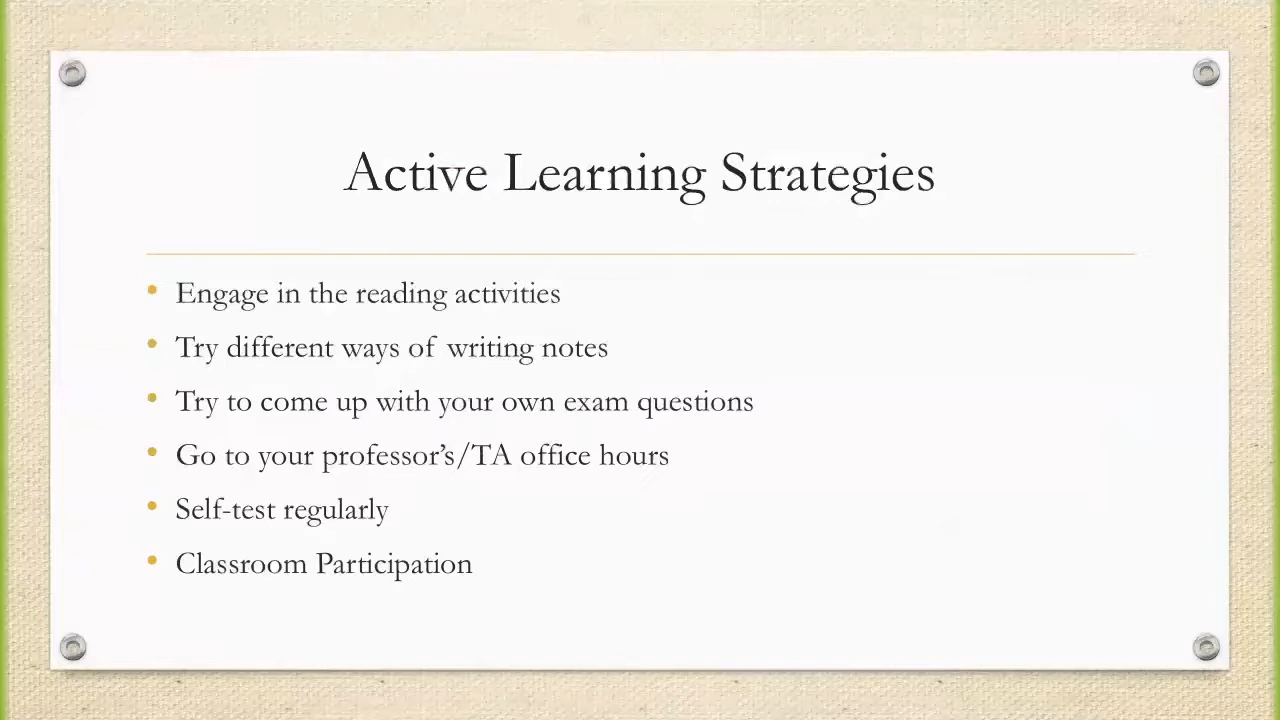 Active Learning Strategies
• Engage in the reading activities
• Try different ways of writing notes
• Try to come up with your own exam questions
• Go to your professor’s/TA office hours
• Self-test regularly
• Classroom Participation